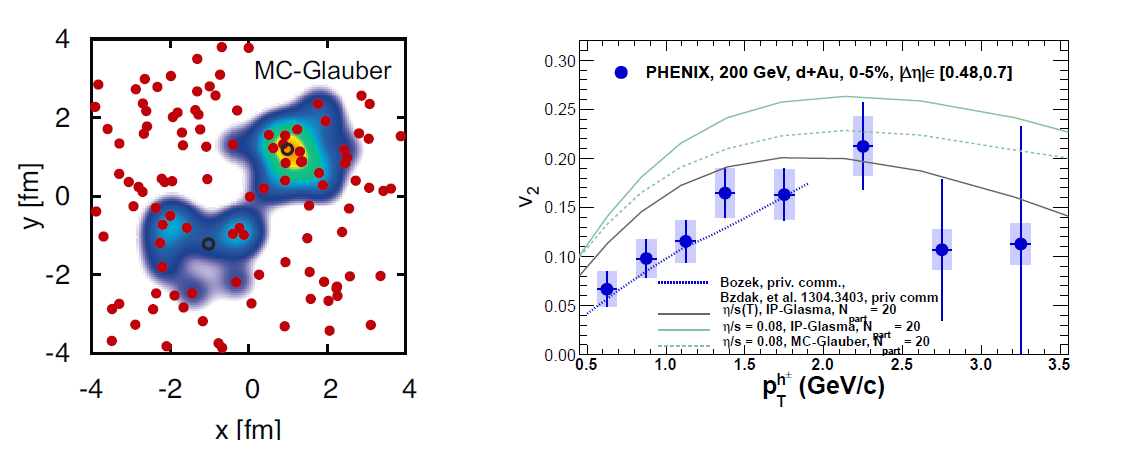 4
2
0
-2
-4
y [fm]
MC-Glauber
-4 -2 0 2 4
x [fm]
0.30
0.25
0.20
0.15
0.10
0.05
0.00
v2
PHENIX, 200 GeV, d+Au, 0-5%, |Δη|∈ [0.48,0.7]
Bozek, priv. comm.,
Bzdak, et al. 1304.3403, priv comm
η/s(T), IP-Glasma, Npart = 20
η/s = 0.08, IP-Glasma, Npart = 20
η/s = 0.08, MC-Glauber, Npart = 20
0.5 1.0 1.5 2.0 2.5 3.0 3.5
pTh± (GeV/c)